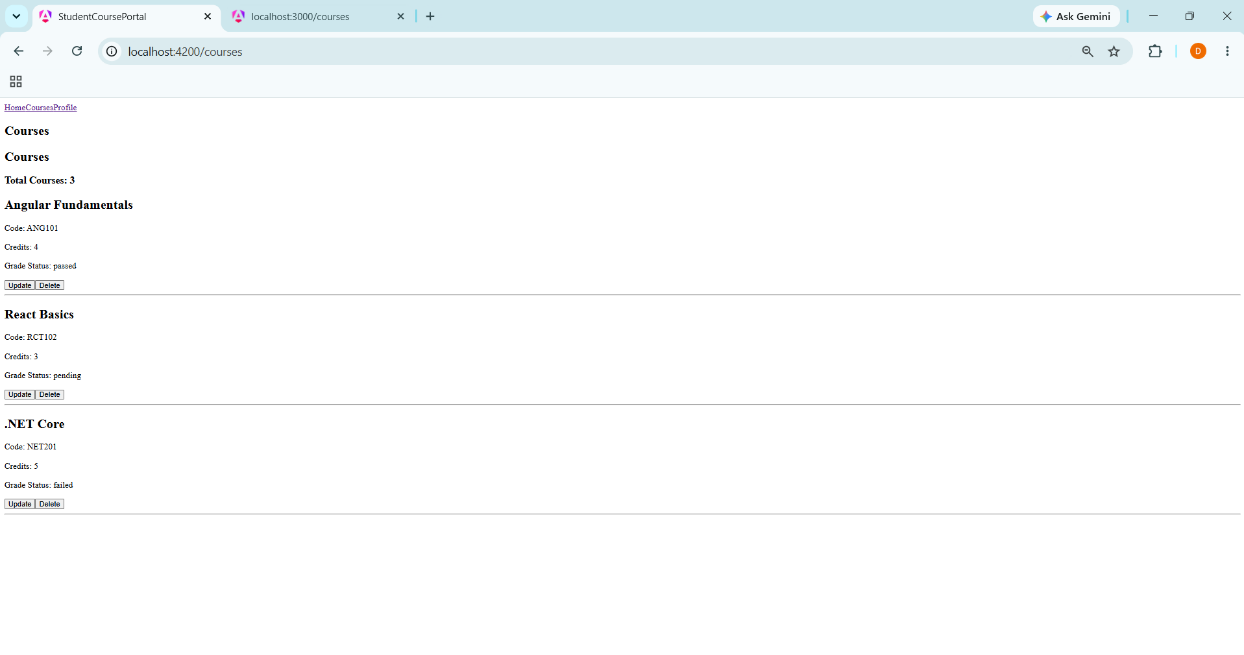 StudentCoursePortal
localhost:3000/courses
Ask Gemini
localhost:4200/courses
D
HomeCoursesProfile
Courses
Courses
Total Courses: 3
Angular Fundamentals
Code: ANG101
Credits: 4
Grade Status: passed
Update Delete
React Basics
Code: RCT102
Credits: 3
Grade Status: pending
Update Delete
.NET Core
Code: NET201
Credits: 5
Grade Status: failed
Update Delete